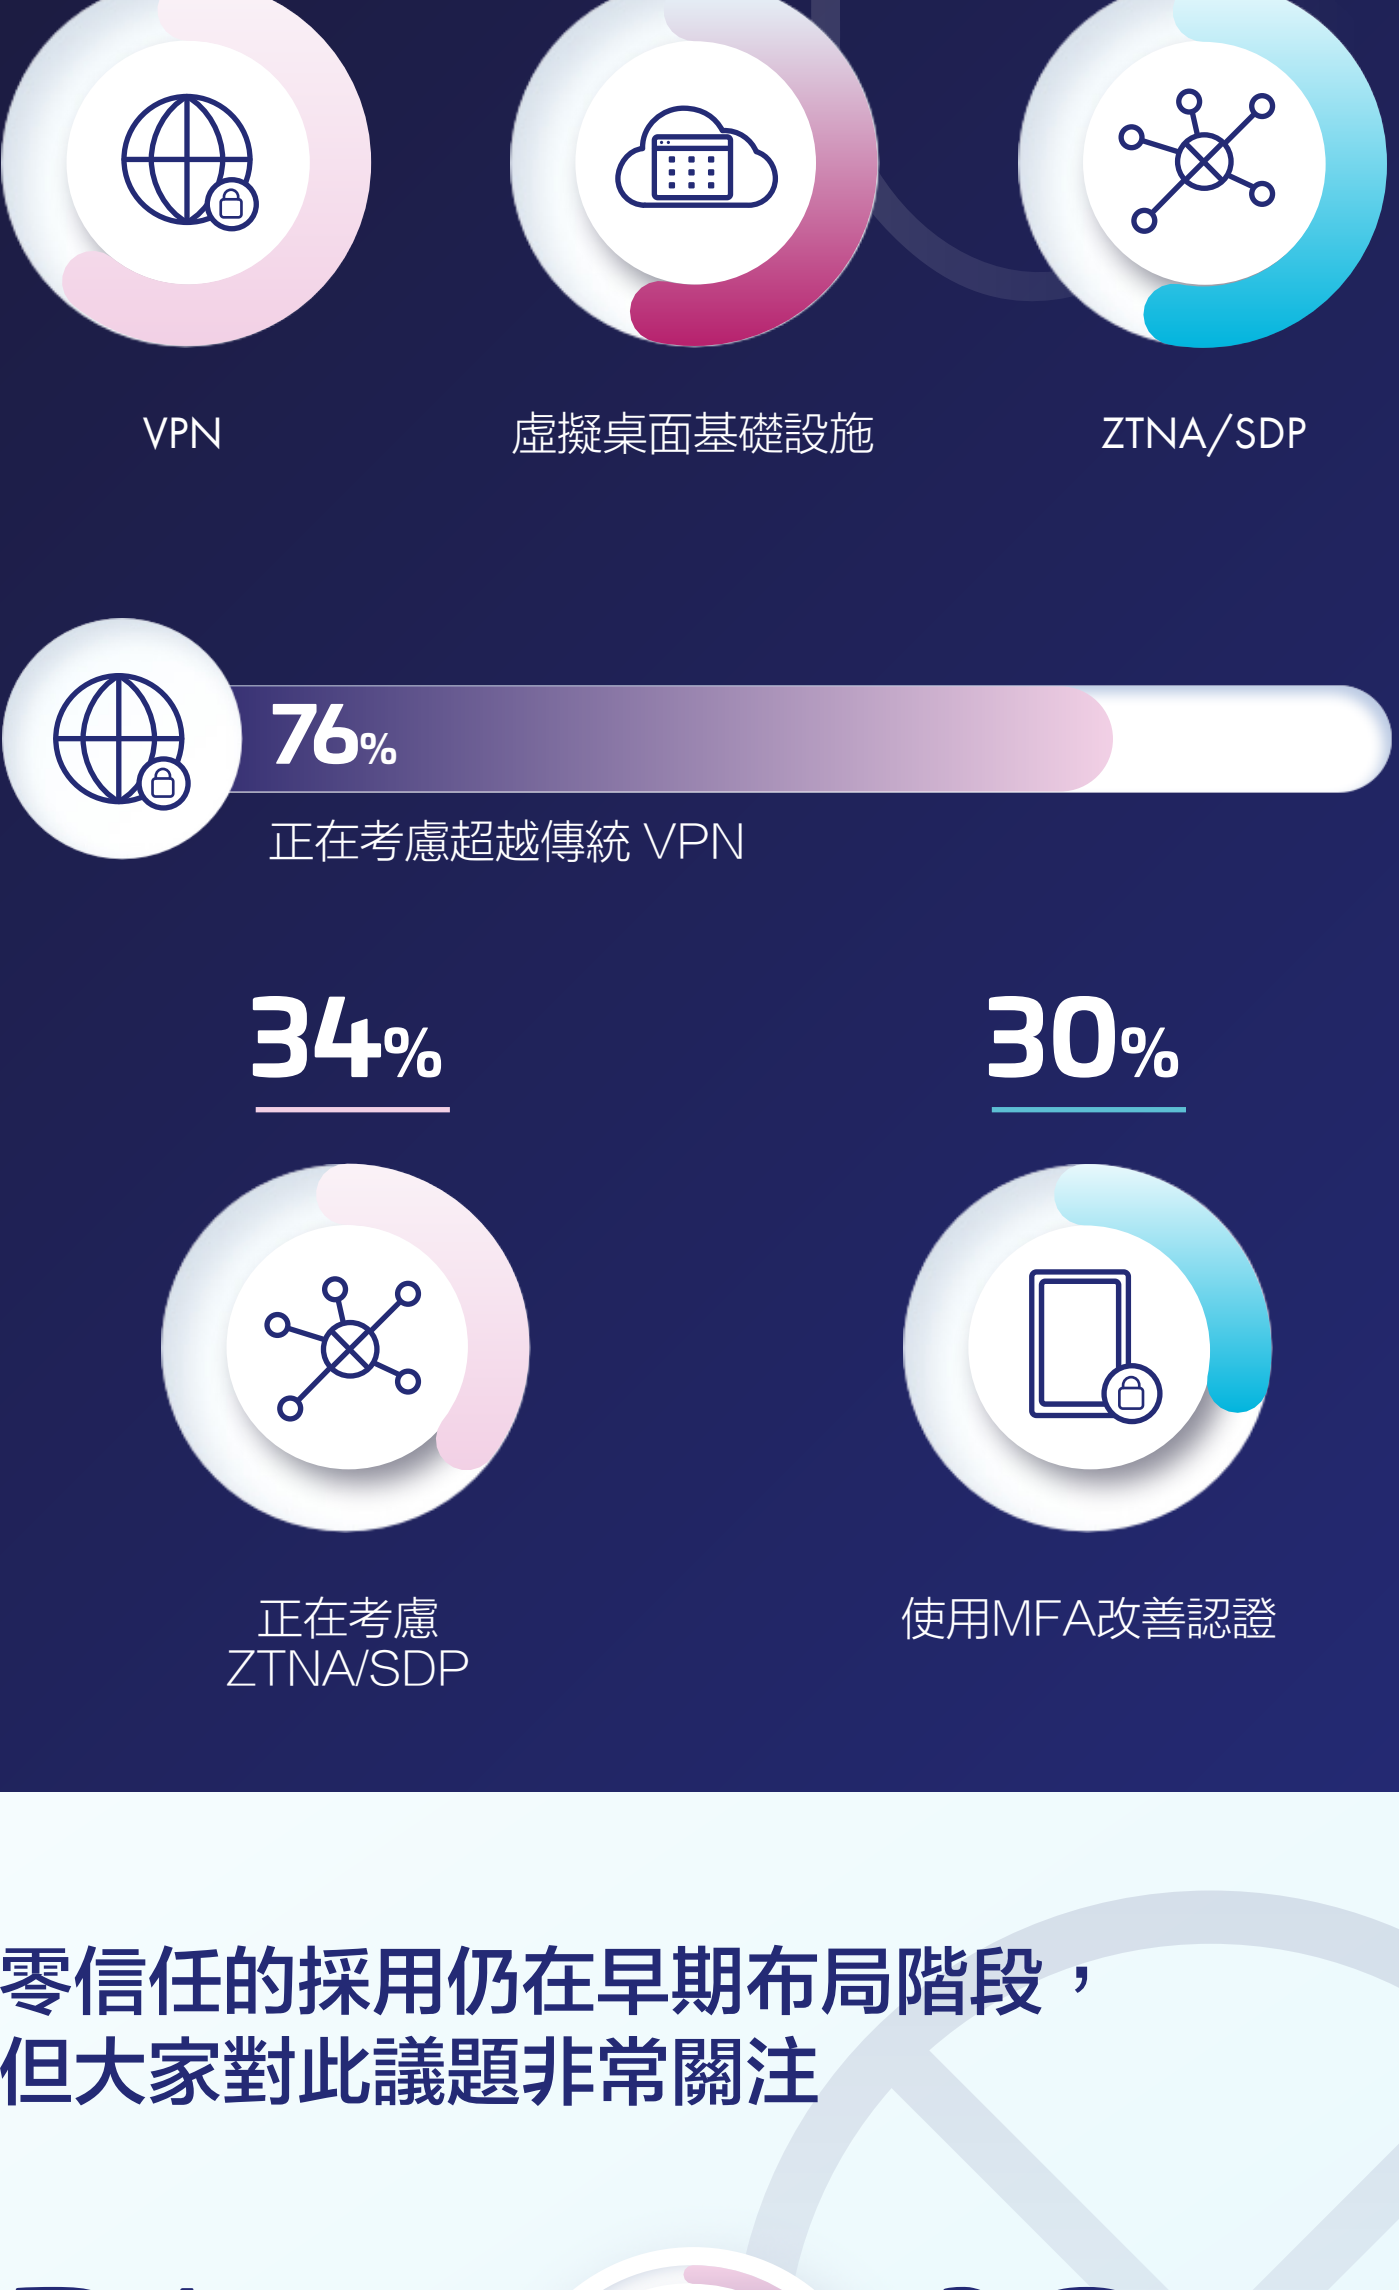 VPN
虛擬桌面基礎設施
ZTNA/SDP
76%
正在考慮超越傳統 VPN
34%
30%
正在考慮
ZTNA/SDP
使用MFA改善認證
零信任的採用仍在早期布局階段，
但大家對此議題非常關注